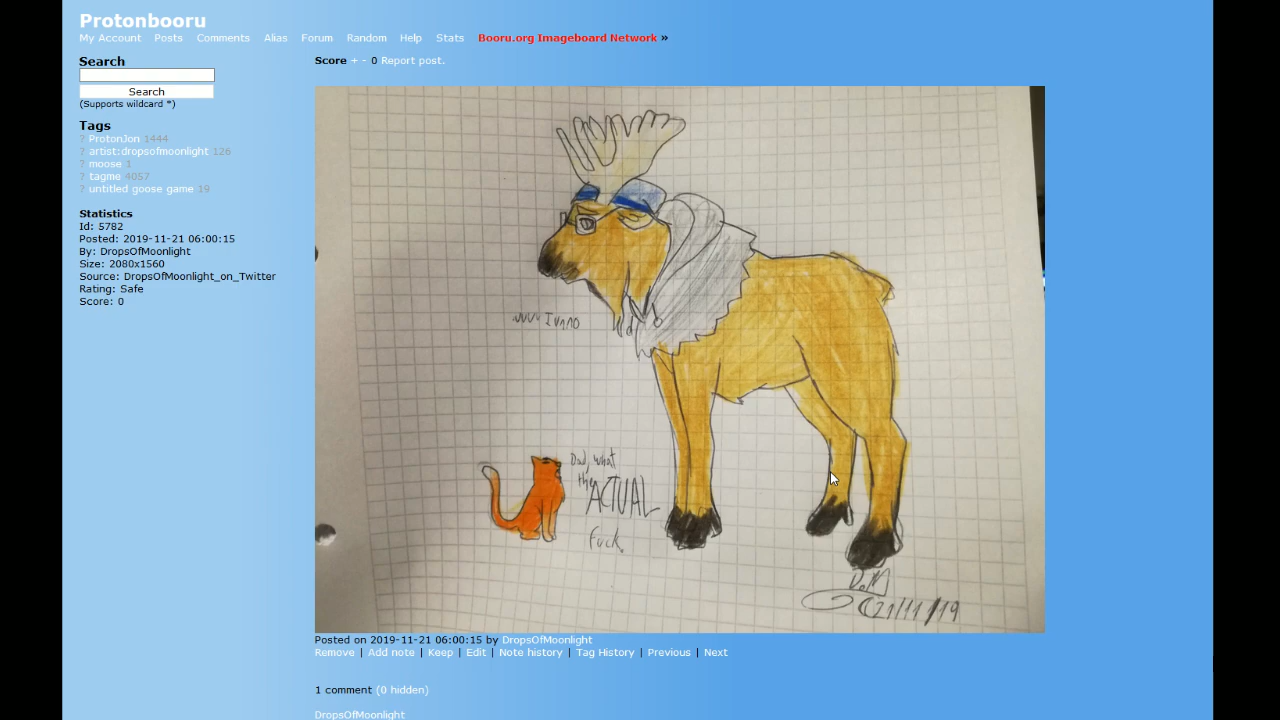 Protonbooru
My Account Posts Comments Alias Forum Random Help Stats Booru.org Imageboard Network »
Search
Search
(Supports wildcard *)
Tags
? ProtonJon 1444
? artist:dropsofmoonlight 126
? moose 1
? tagme 4057
? untitled goose game 19
Statistics
Id: 5782
Posted: 2019-11-21 06:00:15
By: DropsOfMoonlight
Size: 2080x1560
Source: DropsOfMoonlight_on_Twitter
Rating: Safe
Score: 0
Score + - 0 Report post.
Dad, what
the ACTUAL
fuck.
DoM
21/11/19
Posted on 2019-11-21 06:00:15 by DropsOfMoonlight
Remove | Add note | Keep | Edit | Note history | Tag History | Previous | Next
1 comment (0 hidden)
DropsOfMoonlight